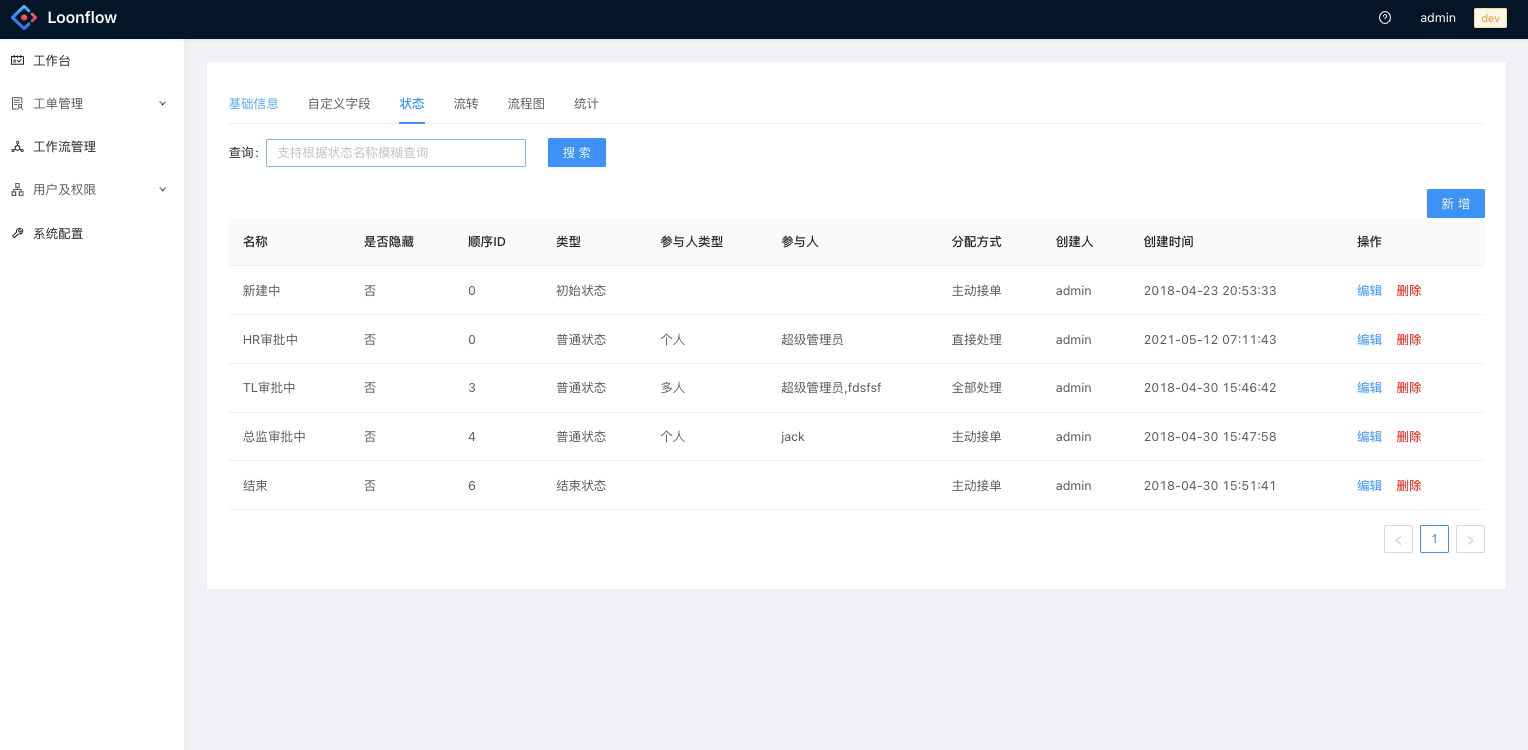 Loonflow admin dev
工作台
工单管理
工作流管理
用户及权限
系统配置
基础信息 自定义字段 状态 流转 流程图 统计
查询: 支持根据状态名称模糊查询 搜 索
新 增
名称 是否隐藏 顺序ID 类型 参与人类型 参与人 分配方式 创建人 创建时间 操作
新建中 否 0 初始状态 主动接单 admin 2018-04-23 20:53:33 编辑 删除
HR审批中 否 0 普通状态 个人 超级管理员 直接处理 admin 2021-05-12 07:11:43 编辑 删除
TL审批中 否 3 普通状态 多人 超级管理员,fdsfsf 全部处理 admin 2018-04-30 15:46:42 编辑 删除
总监审批中 否 4 普通状态 个人 jack 主动接单 admin 2018-04-30 15:47:58 编辑 删除
结束 否 6 结束状态 主动接单 admin 2018-04-30 15:51:41 编辑 删除
< 1 >